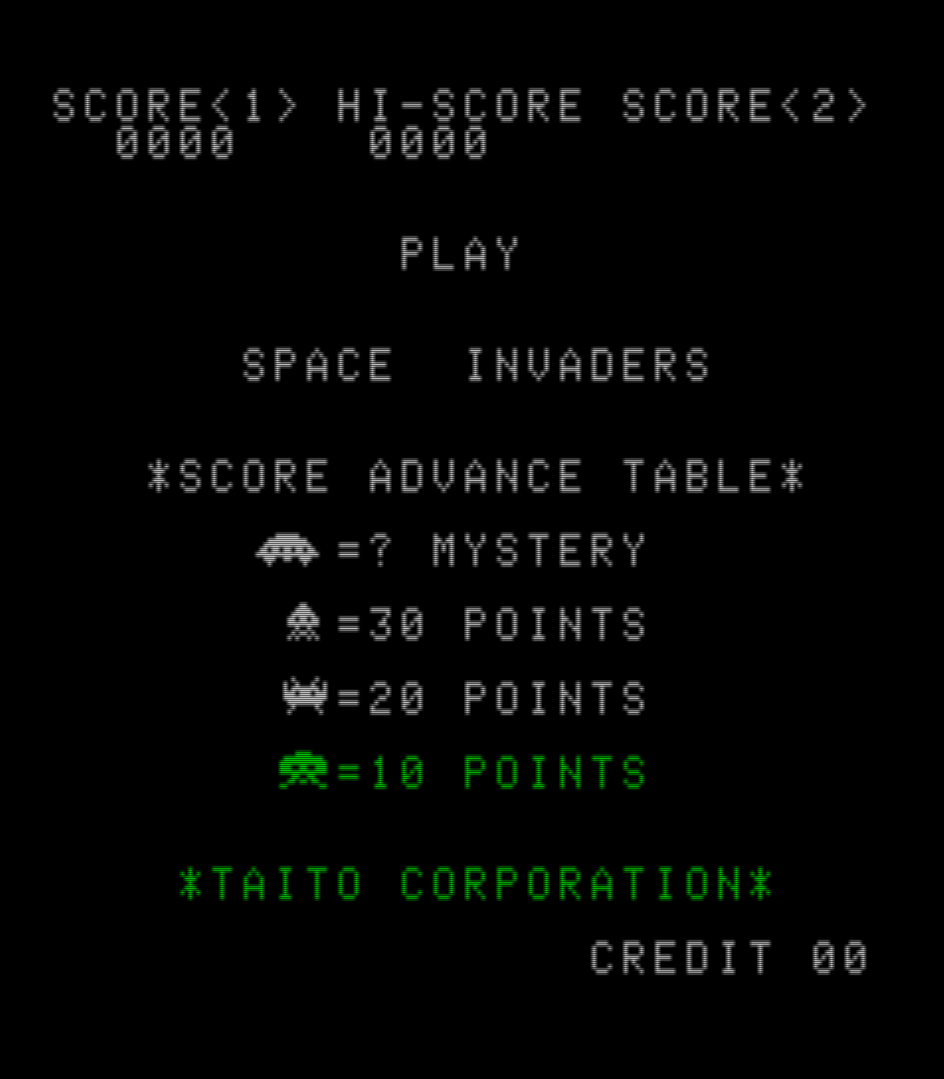 SCORE<1> HI-SCORE SCORE<2>
0000 0000
PLAY
SPACE INVADERS
*SCORE ADVANCE TABLE*
=? MYSTERY
=30 POINTS
=20 POINTS
=10 POINTS
*TAITO CORPORATION*
CREDIT 00